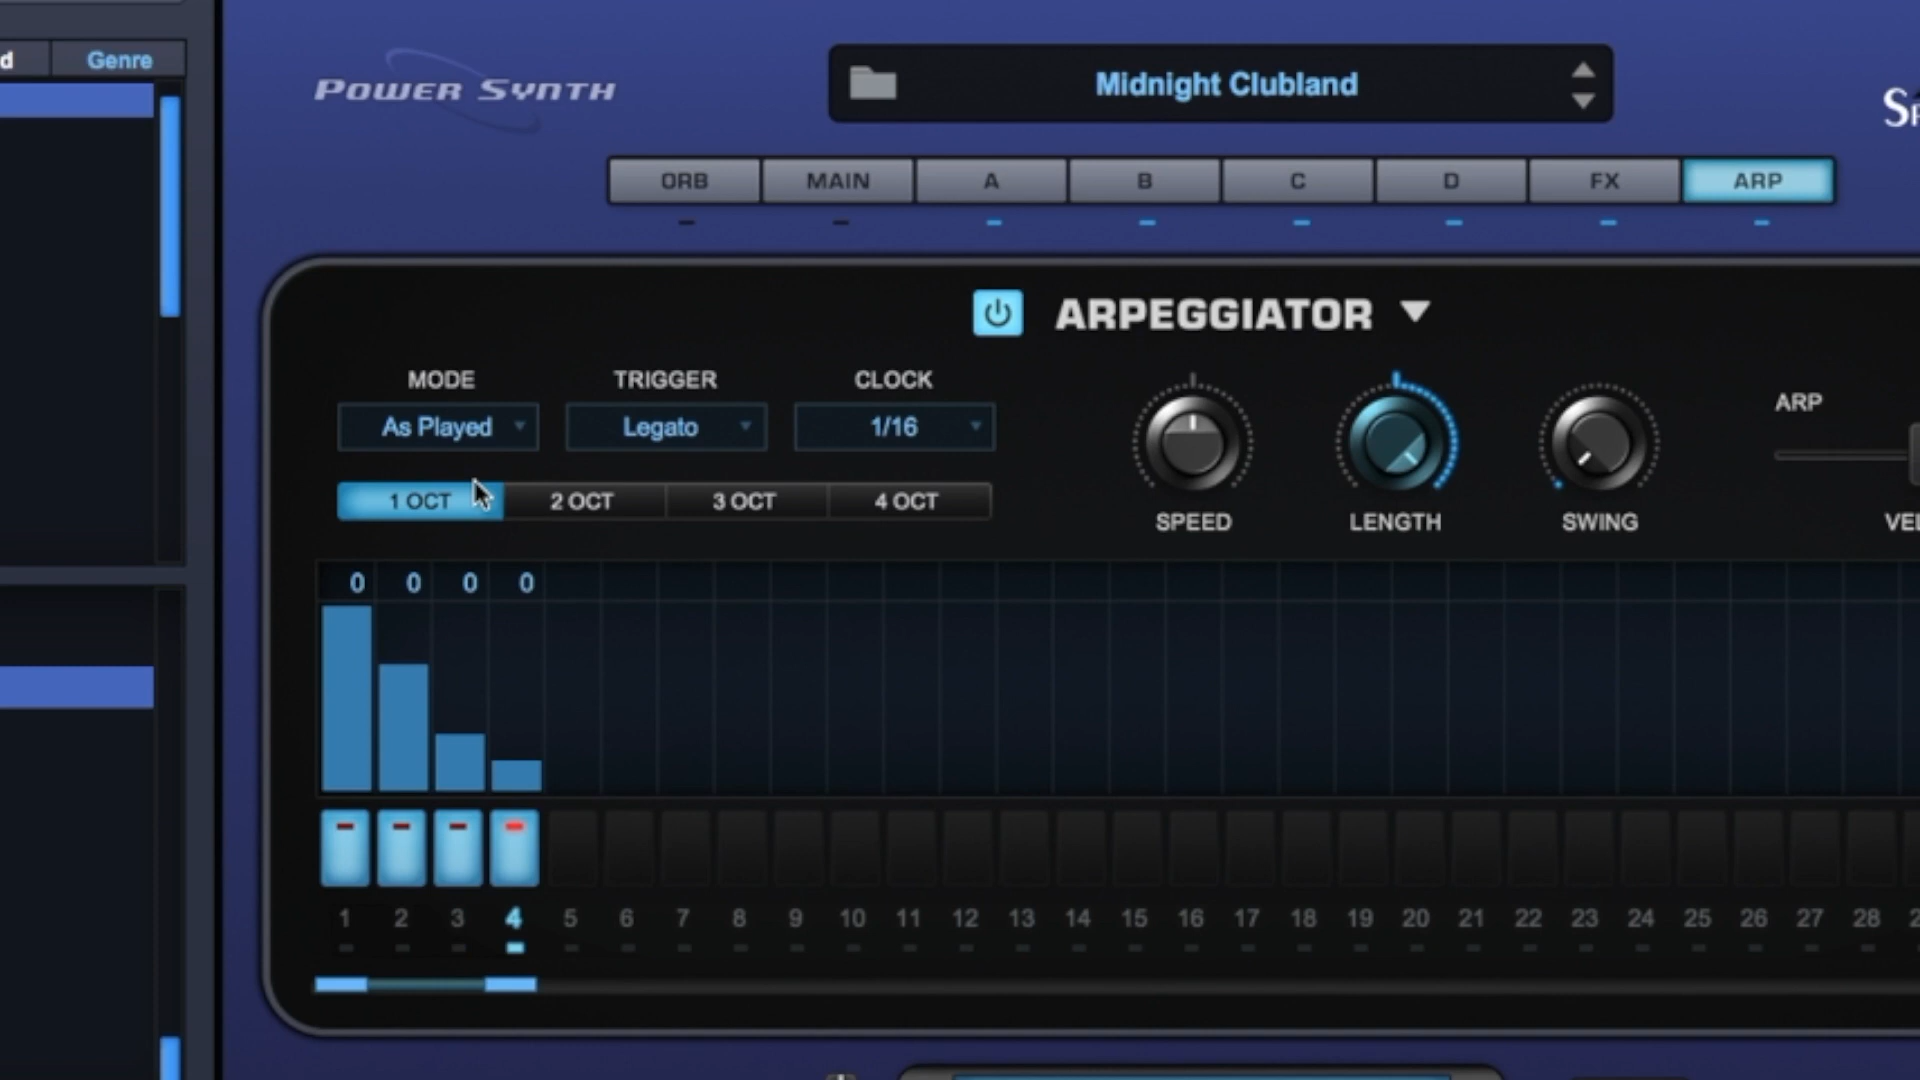 d Genre
POWER SYNTH
Midnight Clubland
ORB MAIN A B C D FX ARP
ARPEGGIATOR
MODE TRIGGER CLOCK
As Played Legato 1/16
1 OCT 2 OCT 3 OCT 4 OCT
SPEED LENGTH SWING
ARP
VEL
0 0 0 0
1 2 3 4 5 6 7 8 9 10 11 12 13 14 15 16 17 18 19 20 21 22 23 24 25 26 27 28